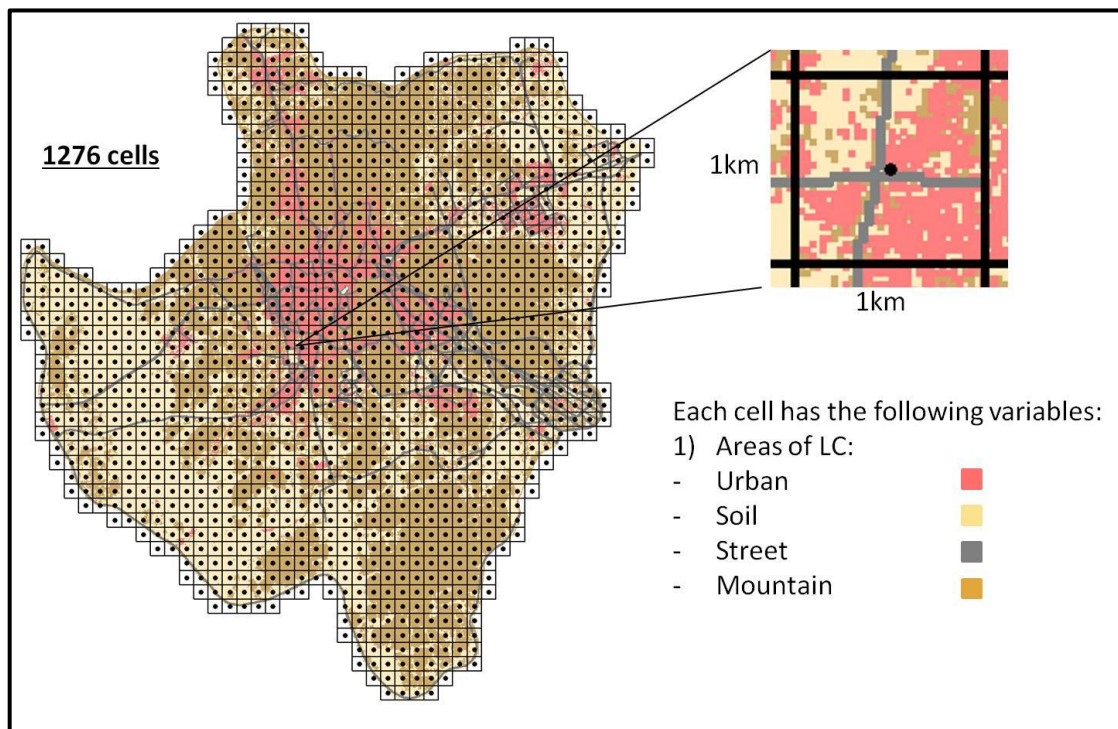 1276 cells
1km
1km
Each cell has the following variables:
1) Areas of LC:
- Urban
- Soil
- Street
- Mountain